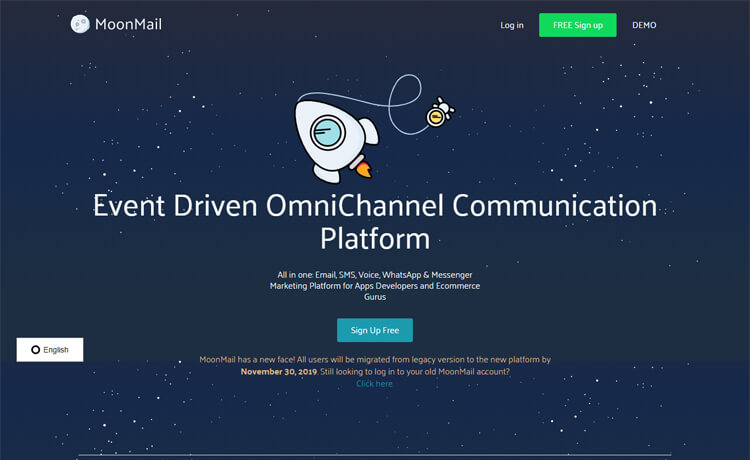 MoonMail
Log in
FREE Sign up
DEMO
Event Driven OmniChannel Communication
Platform
All in one: Email, SMS, Voice, WhatsApp & Messenger
Marketing Platform for Apps Developers and Ecommerce
Gurus
Sign Up Free
English
MoonMail has a new face! All users will be migrated from legacy version to the new platform by
November 30, 2019. Still looking to log in to your old MoonMail account?
Click here